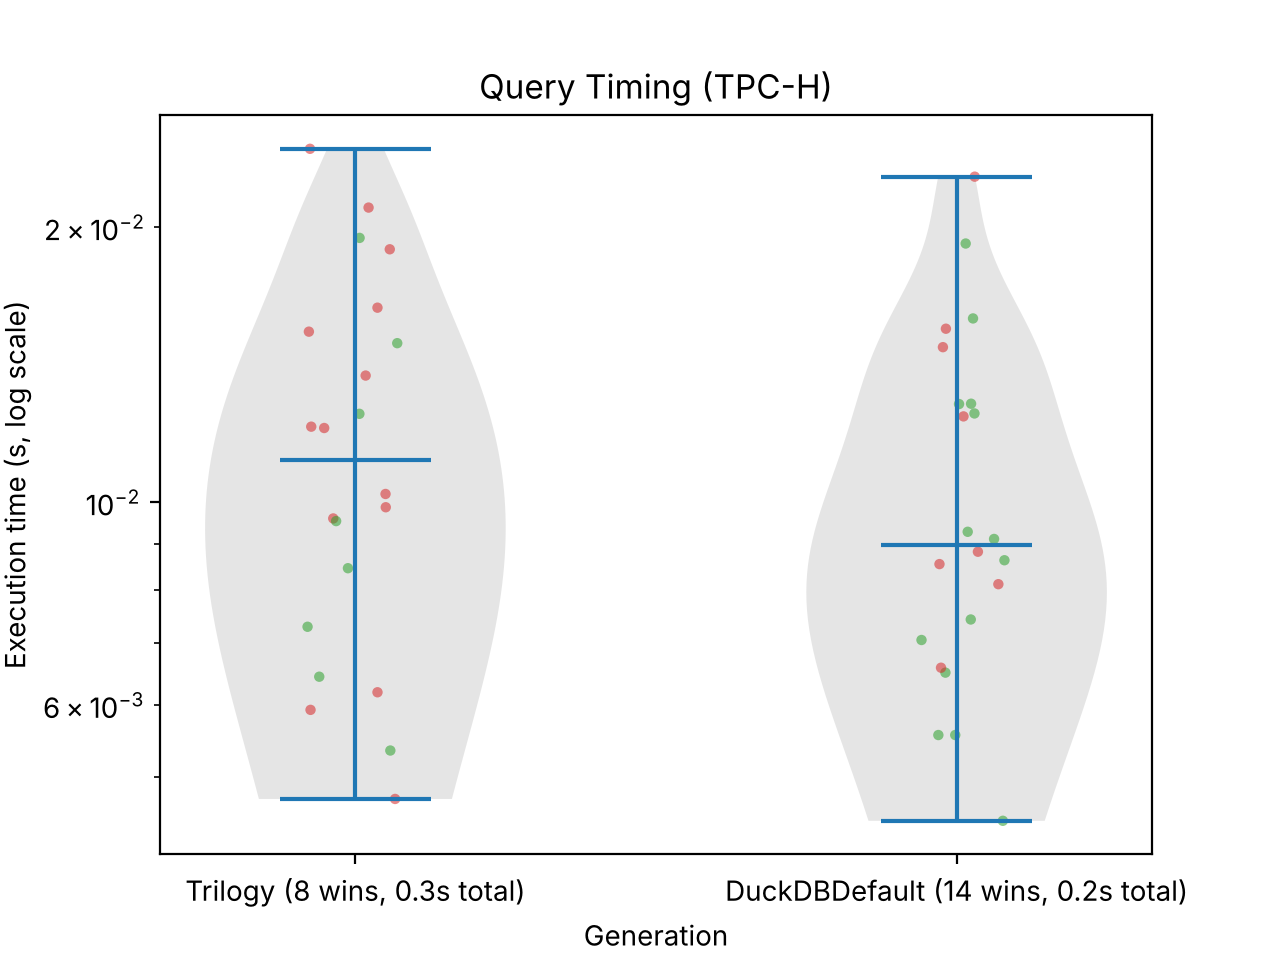 Query Timing (TPC-H)
Execution time (s, log scale)
2 × 10⁻²
10⁻²
6 × 10⁻³
Trilogy (8 wins, 0.3s total)
DuckDBDefault (14 wins, 0.2s total)
Generation